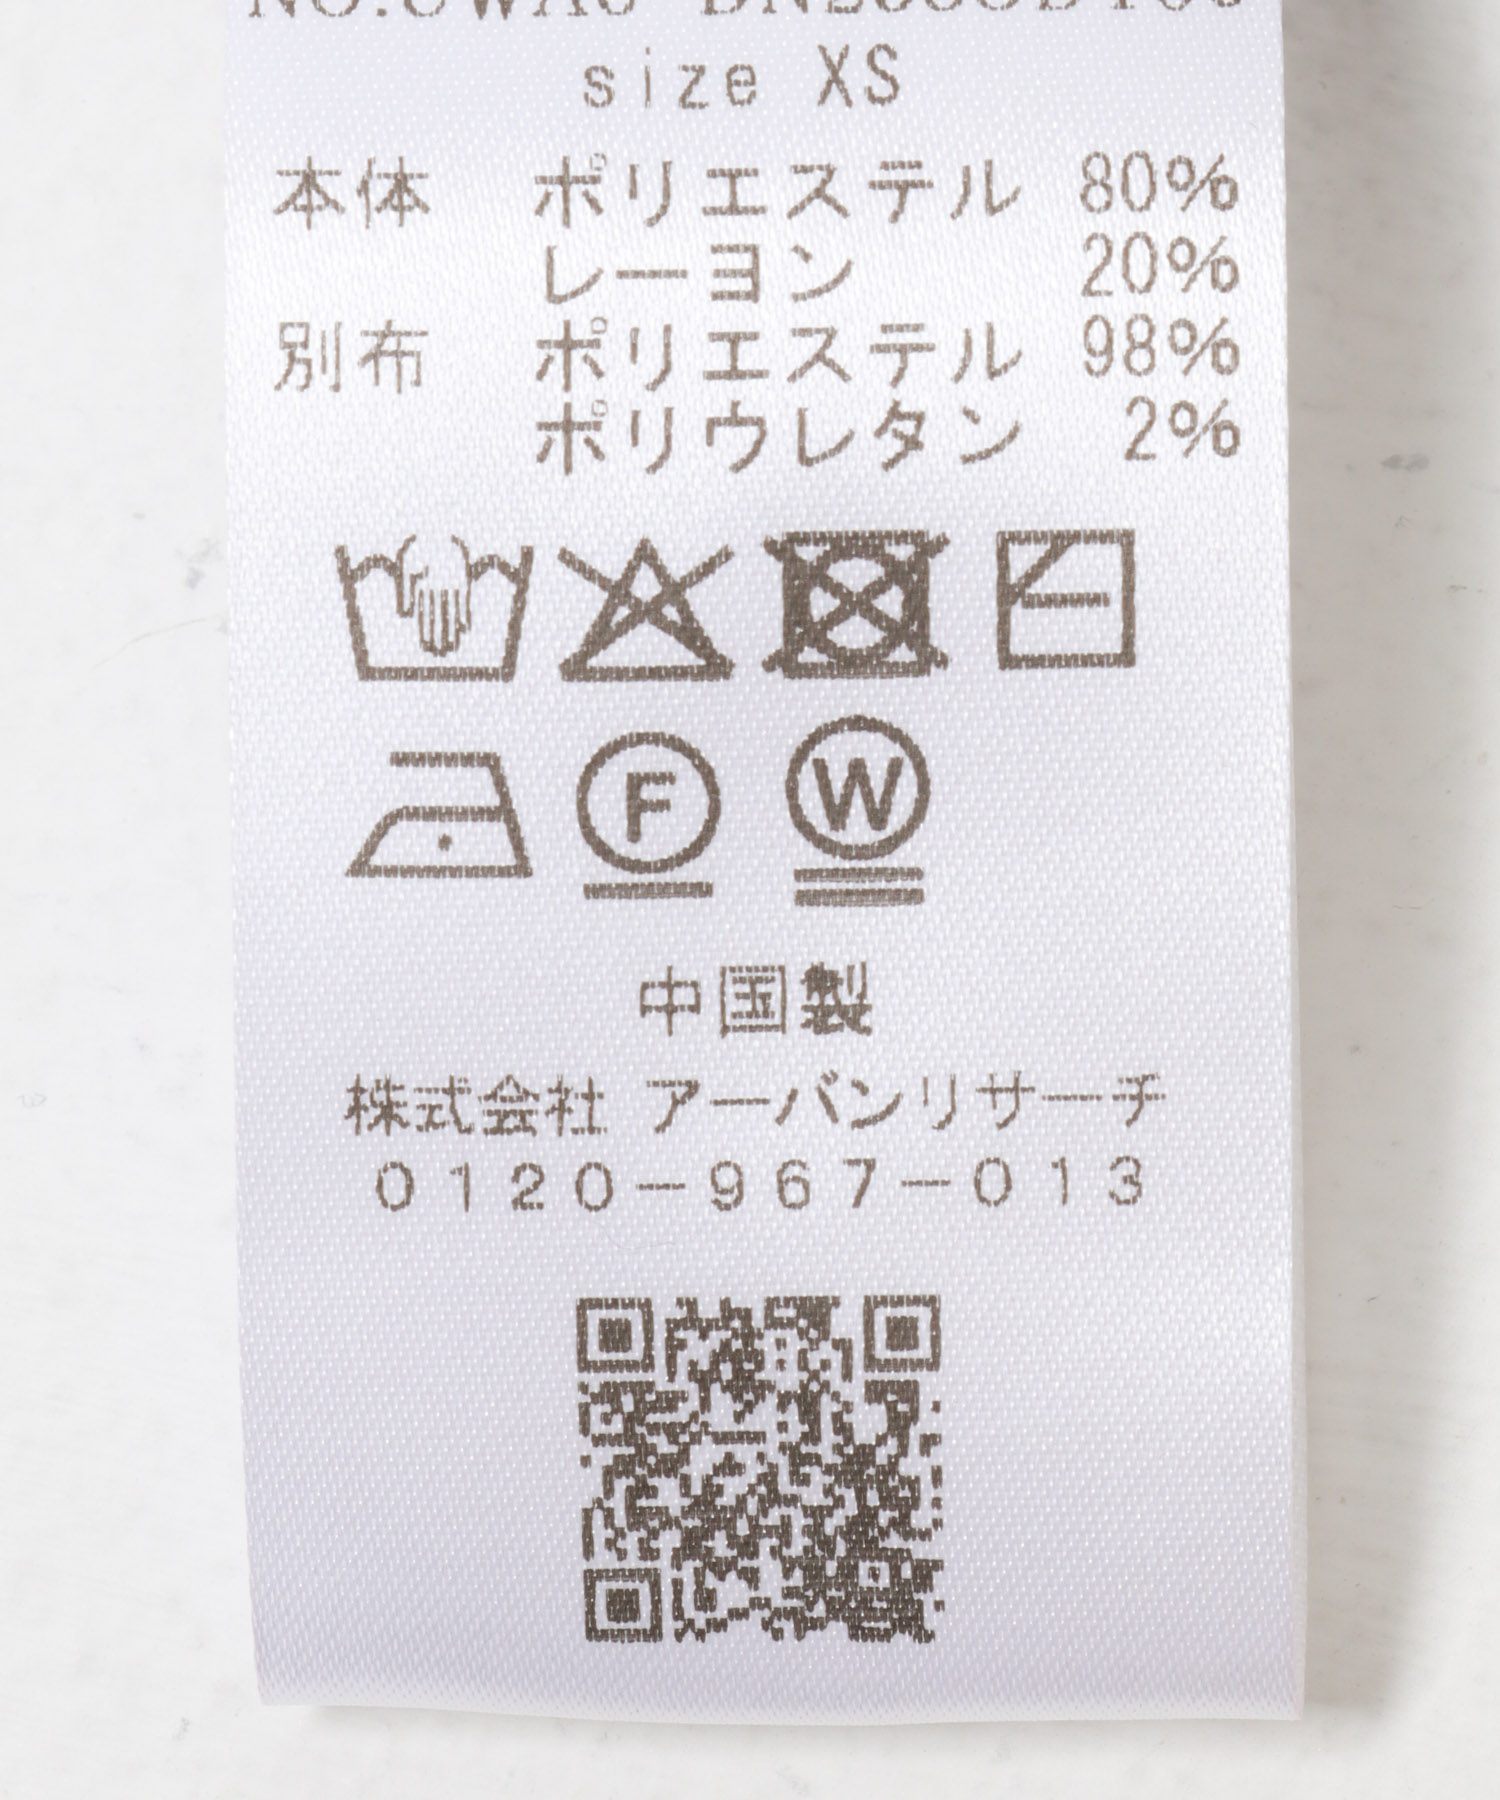 size XS
本体 ポリエステル 80%
レーヨン 20%
別布 ポリエステル 98%
ポリウレタン 2%
F
W
中国製
株式会社 アーバンリサーチ
0120-967-013